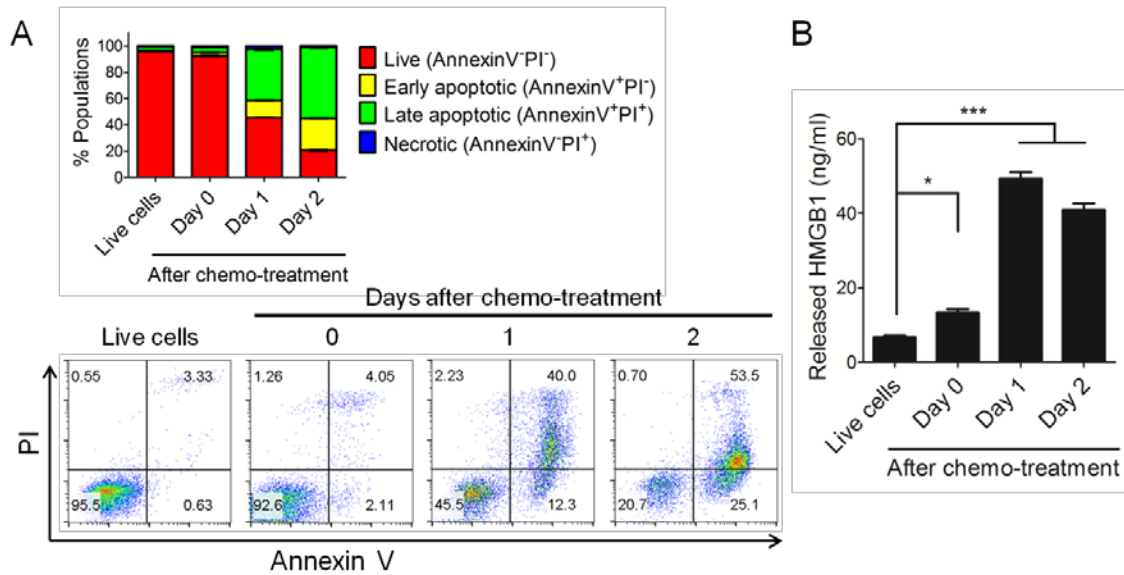 A
100
80
60
40
20
0
% Populations
Live cells
Day 0
Day 1
Day 2
After chemo-treatment
Live (AnnexinV-PI-)
Early apoptotic (AnnexinV+PI-)
Late apoptotic (AnnexinV+PI+)
Necrotic (AnnexinV-PI+)
Days after chemo-treatment
Live cells
0
1
2
0.55 3.33
95.5 0.63
1.26 4.05
92.6 2.11
2.23 40.0
45.5 12.3
0.70 53.5
20.7 25.1
PI
Annexin V
B
***
*
60
40
20
0
Released HMGB1 (ng/ml)
Live cells
Day 0
Day 1
Day 2
After chemo-treatment